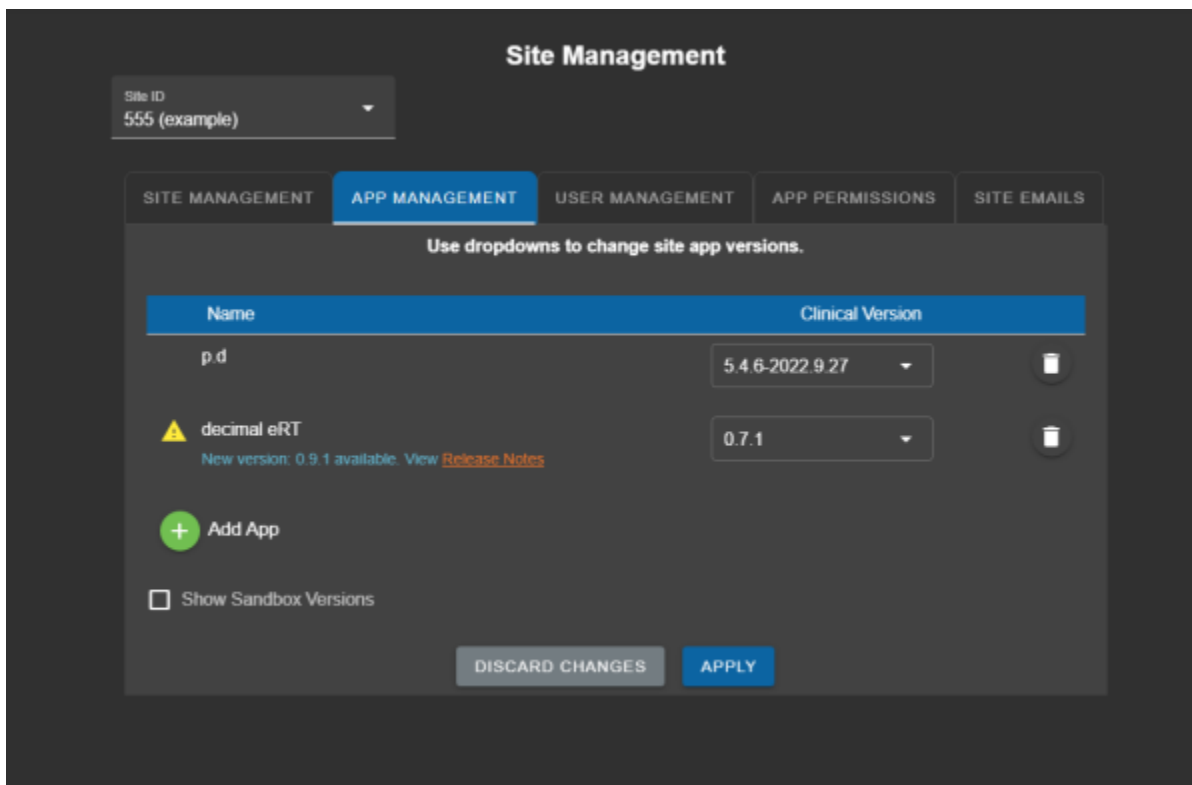 Site Management
Site ID
555 (example)
SITE MANAGEMENT APP MANAGEMENT USER MANAGEMENT APP PERMISSIONS SITE EMAILS
Use dropdowns to change site app versions.
Name Clinical Version
p.d 5.4.6-2022.9.27
decimal eRT 0.7.1
New version: 0.9.1 available. View Release Notes
Add App
Show Sandbox Versions
DISCARD CHANGES APPLY